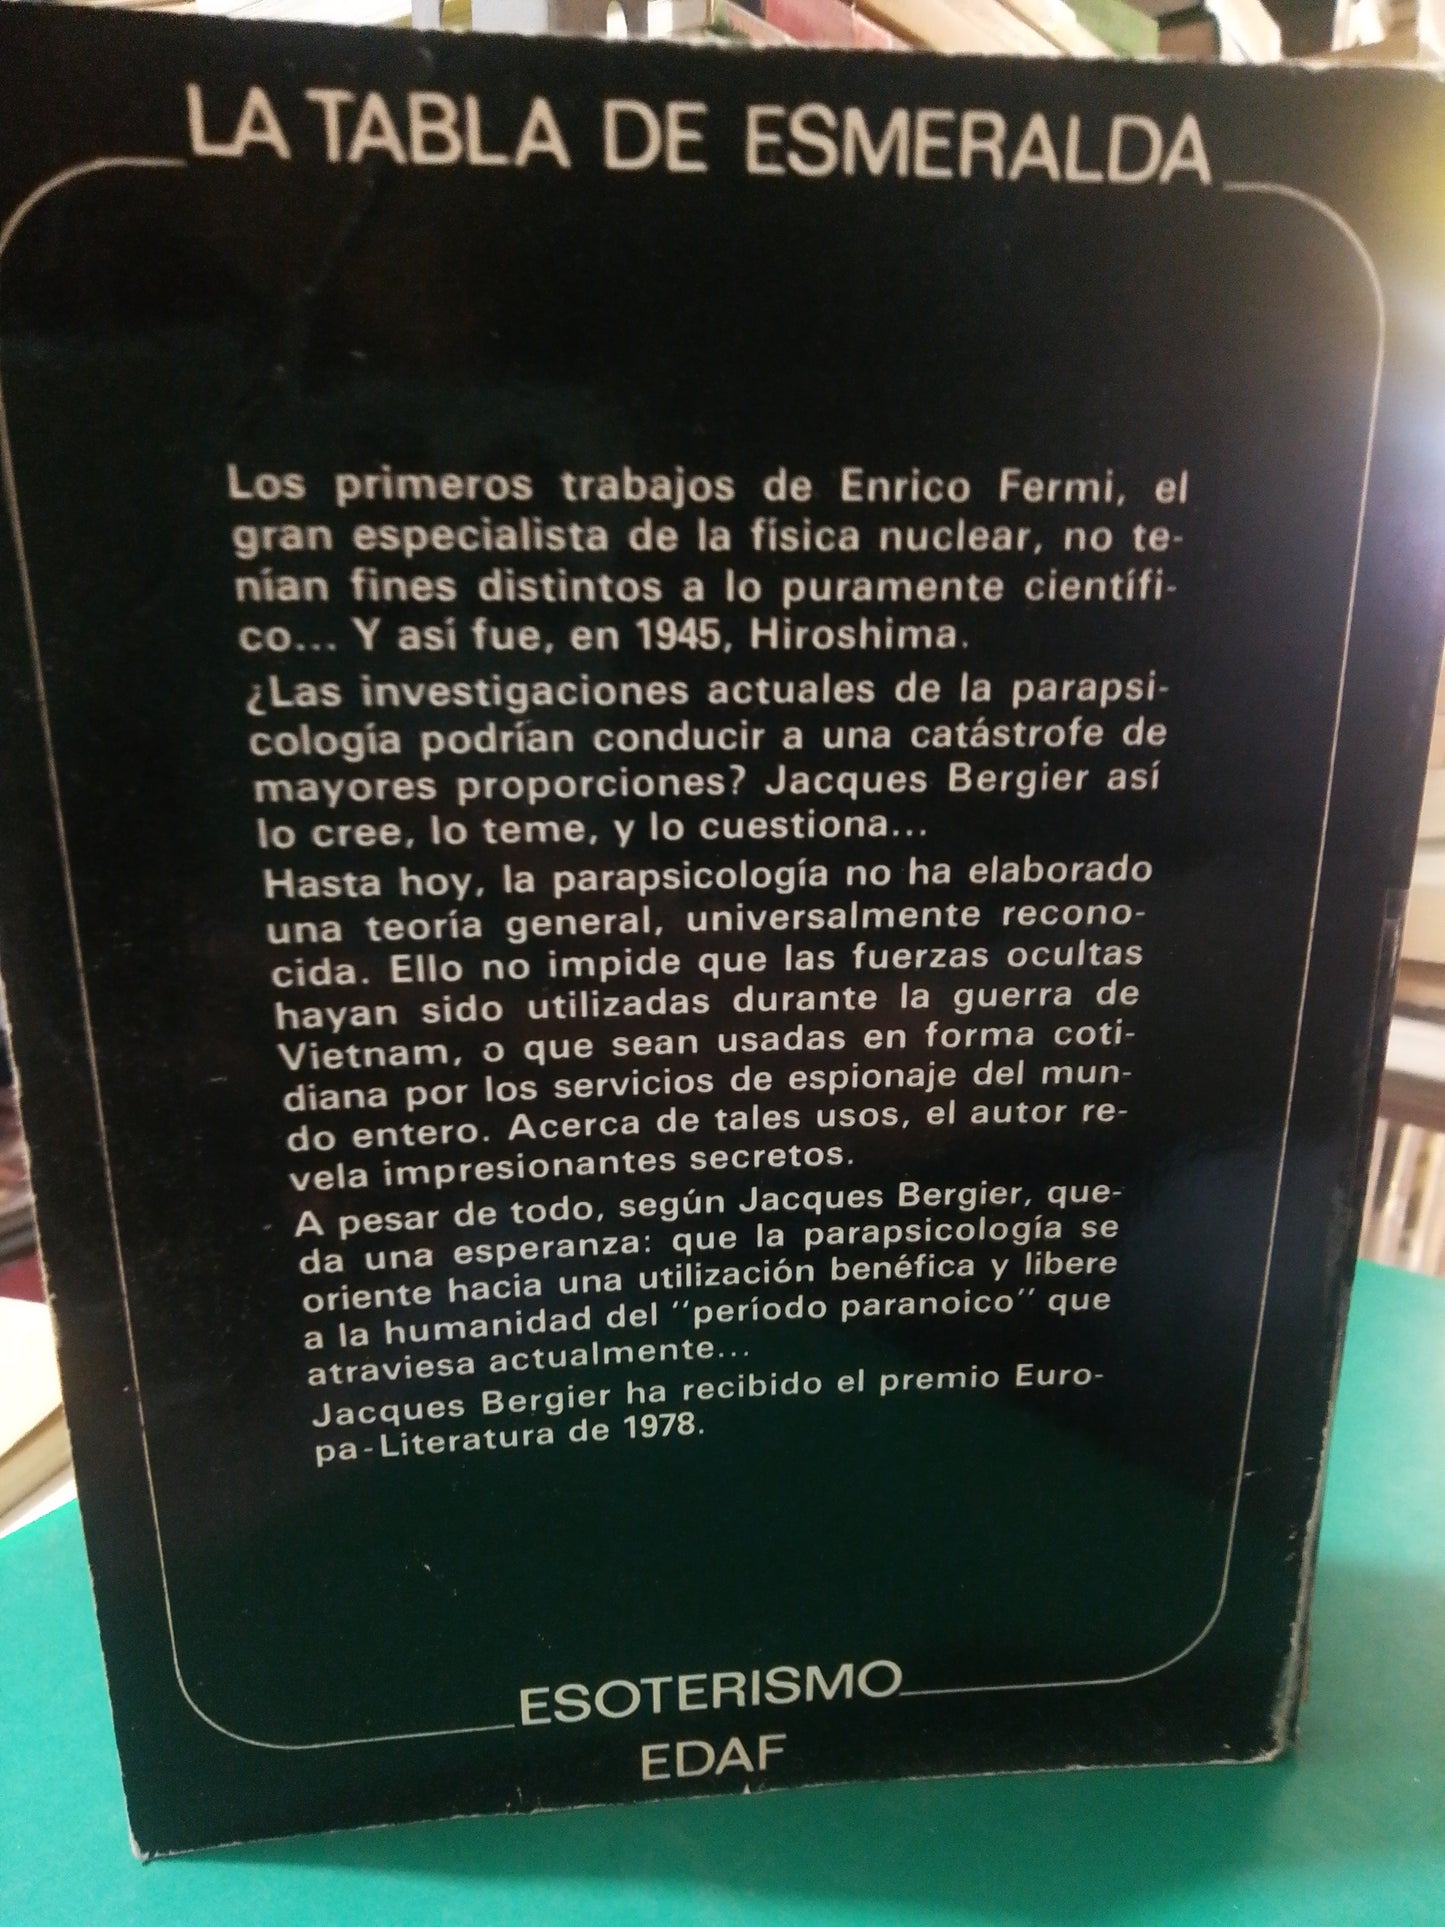 LA TABLA DE ESMERALDA
Los primeros trabajos de Enrico Fermi, el
gran especialista de la física nuclear, no te-
nían fines distintos a lo puramente científi-
co... Y así fue, en 1945, Hiroshima.
¿Las investigaciones actuales de la parapsi-
cología podrían conducir a una catástrofe de
mayores proporciones? Jacques Bergier así
lo cree, lo teme, y lo cuestiona...
Hasta hoy, la parapsicología no ha elaborado
una teoría general, universalmente recono-
cida. Ello no impide que las fuerzas ocultas
hayan sido utilizadas durante la guerra de
Vietnam, o que sean usadas en forma coti-
diana por los servicios de espionaje del mun-
do entero. Acerca de tales usos, el autor re-
vela impresionantes secretos.
A pesar de todo, según Jacques Bergier, que-
da una esperanza: que la parapsicología se
oriente hacia una utilización benéfica y libere
a la humanidad del "período paranoico" que
atraviesa actualmente...
Jacques Bergier ha recibido el premio Euro-
pa-Literatura de 1978.
ESOTERISMO
EDAF